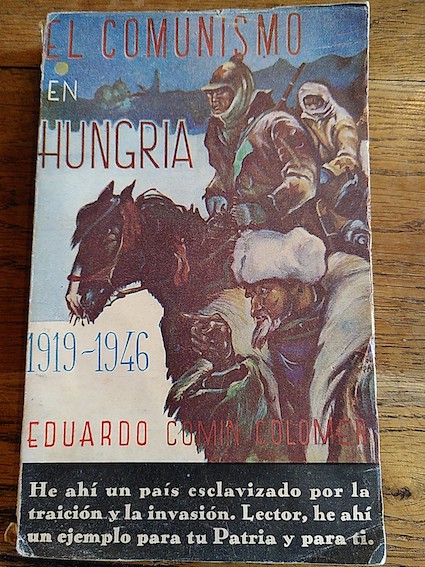 EL COMUNISMO
EN
HUNGRIA
1919-1946
EDUARDO COMIN COLOMER
He ahí un país esclavizado por la
traición y la invasión. Lector, he ahí
un ejemplo para tu Patria y para ti.